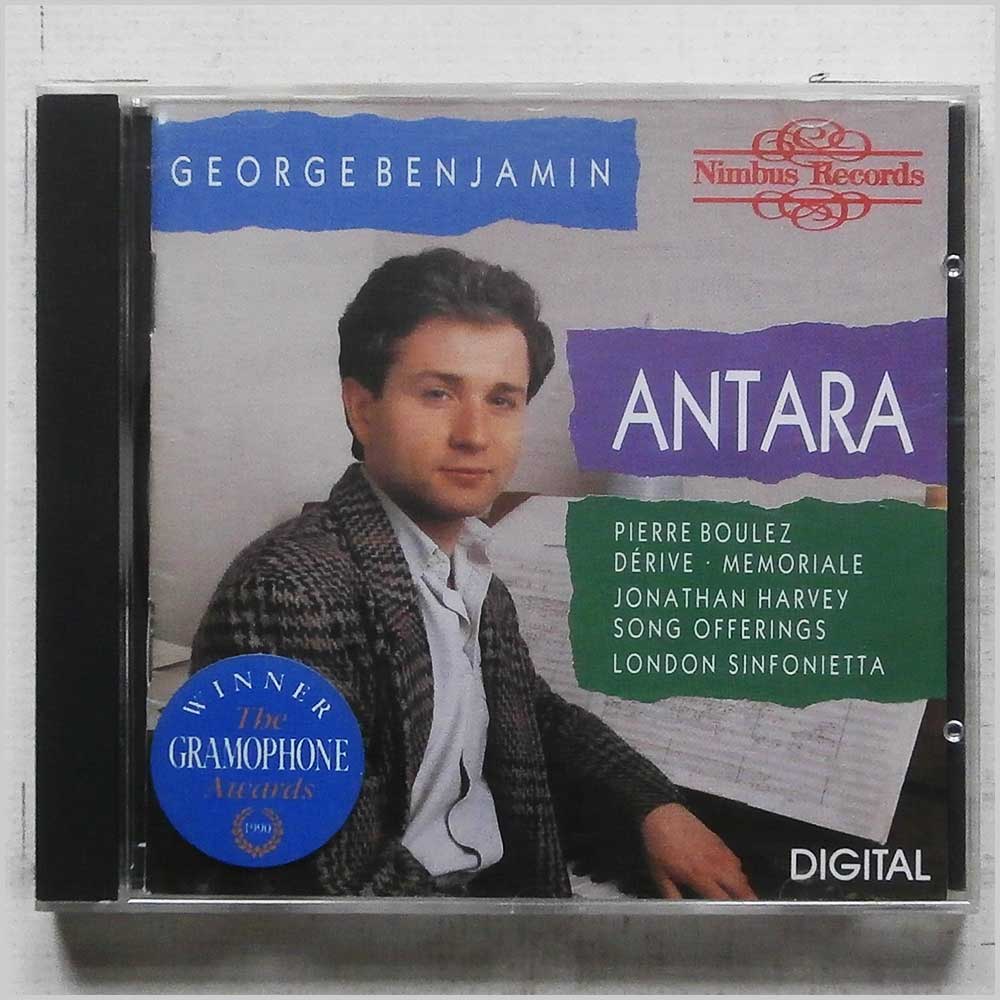 GEORGE BENJAMIN
Nimbus Records
ANTARA
PIERRE BOULEZ
DÉRIVE · MEMORIALE
JONATHAN HARVEY
SONG OFFERINGS
LONDON SINFONIETTA
WINNER
The
GRAMOPHONE
Awards
1990
DIGITAL